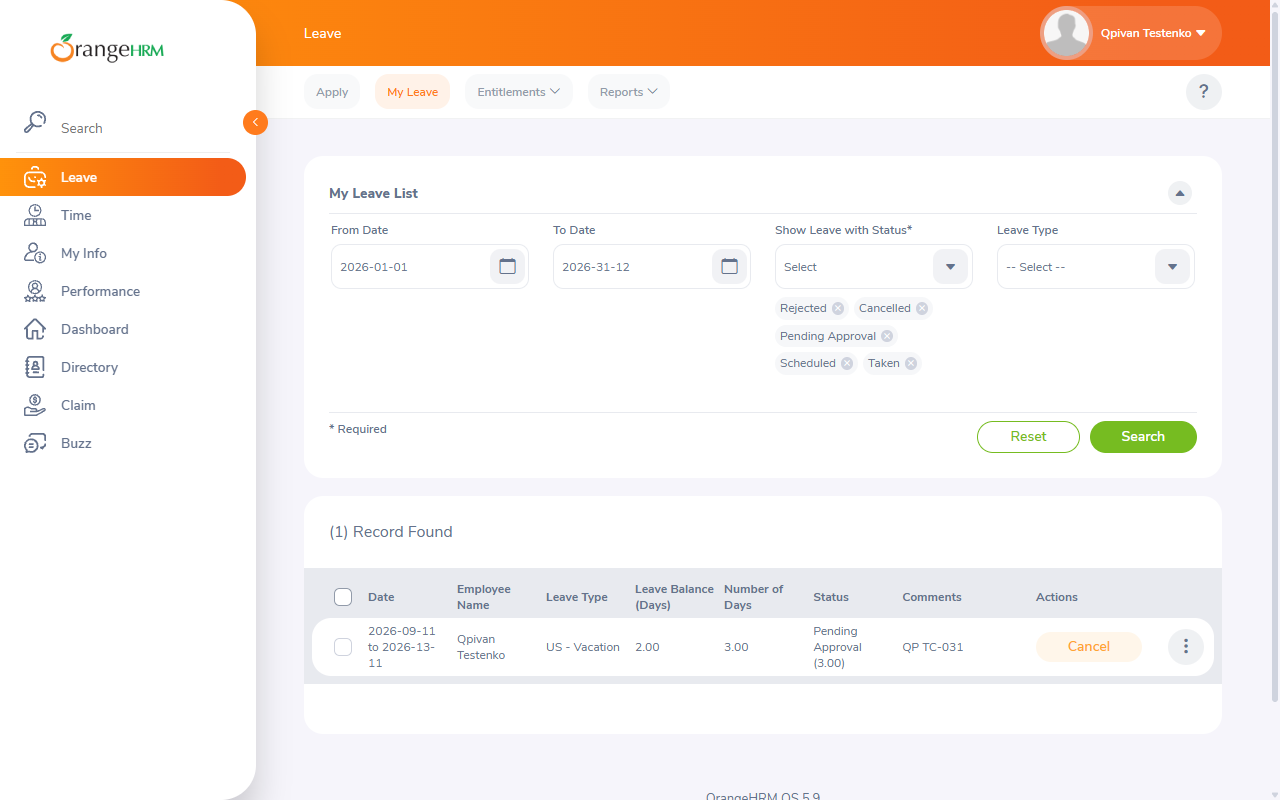 OrangeHRM
Leave
Qpivan Testenko
Apply
My Leave
Entitlements
Reports
?
Search
Leave
Time
My Info
Performance
Dashboard
Directory
Claim
Buzz
My Leave List
From Date
To Date
Show Leave with Status*
Leave Type
2026-01-01
2026-31-12
Select
-- Select --
Rejected
Cancelled
Pending Approval
Scheduled
Taken
* Required
Reset
Search
(1) Record Found
Date
Employee
Name
Leave Type
Leave Balance
(Days)
Number of
Days
Status
Comments
Actions
2026-09-11
to 2026-13-
11
Qpivan
Testenko
US - Vacation
2.00
3.00
Pending
Approval
(3.00)
QP TC-031
Cancel
OrangeHRM OS 5.9